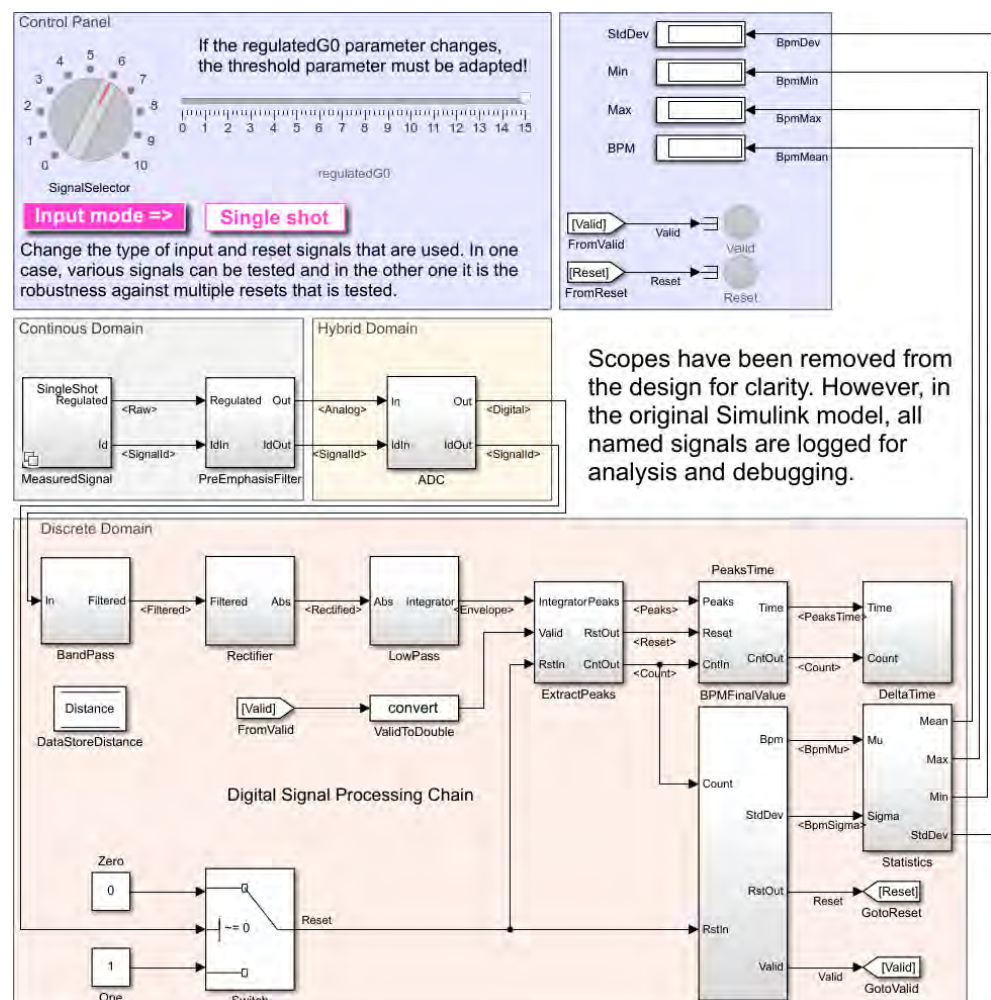 Control Panel
If the regulatedG0 parameter changes,
the threshold parameter must be adapted!
0
1
2
3
4
5
6
7
8
9
10
SignalSelector
0 1 2 3 4 5 6 7 8 9 10 11 12 13 14 15
regulatedG0
Input mode =>
Single shot
Change the type of input and reset signals that are used. In one
case, various signals can be tested and in the other one it is the
robustness against multiple resets that is tested.
StdDev
BpmDev
Min
BpmMin
Max
BpmMax
BPM
BpmMean
[Valid]
FromValid
Valid
Valid
[Reset]
FromReset
Reset
Reset
Continous Domain
SingleShot
Regulated
Id
MeasuredSignal
<Raw>
<SignalId>
Regulated Out
IdIn IdOut
PreEmphasisFilter
<Analog>
<SignalId>
Hybrid Domain
In Out
IdIn IdOut
ADC
<Digital>
<SignalId>
Scopes have been removed from
the design for clarity. However, in
the original Simulink model, all
named signals are logged for
analysis and debugging.
Discrete Domain
In Filtered
BandPass
<Filtered>
Filtered Abs
Rectifier
<Rectified>
Abs Integrator
LowPass
<Envelope>
IntegratorPeaks
Valid RstOut
RstIn CntOut
ExtractPeaks
<Peaks>
<Reset>
<Count>
PeaksTime
Peaks Time
Reset
CntIn CntOut
<PeaksTime>
<Count>
Time
Count
DeltaTime
Distance
DataStoreDistance
[Valid]
FromValid
convert
ValidToDouble
BPMFinalValue
Count
RstIn
Bpm
StdDev
RstOut
Valid
<BpmMu>
<BpmSigma>
Mu
Sigma
Mean
Max
Min
StdDev
Statistics
Reset
[Reset]
GotoReset
Valid
[Valid]
GotoValid
Digital Signal Processing Chain
Zero
0
~= 0
Reset
1
One
Switch